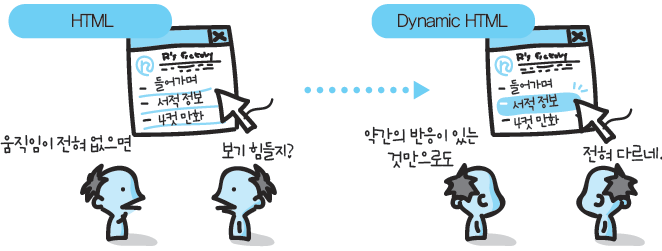 HTML
R's Factory
들어가며
서적 정보
4컷 만화
움직임이 전혀 없으면
보기 힘들지?
Dynamic HTML
R's Factory
들어가며
서적 정보
4컷 만화
약간의 반응이 있는
것만으로도
전혀 다르네.